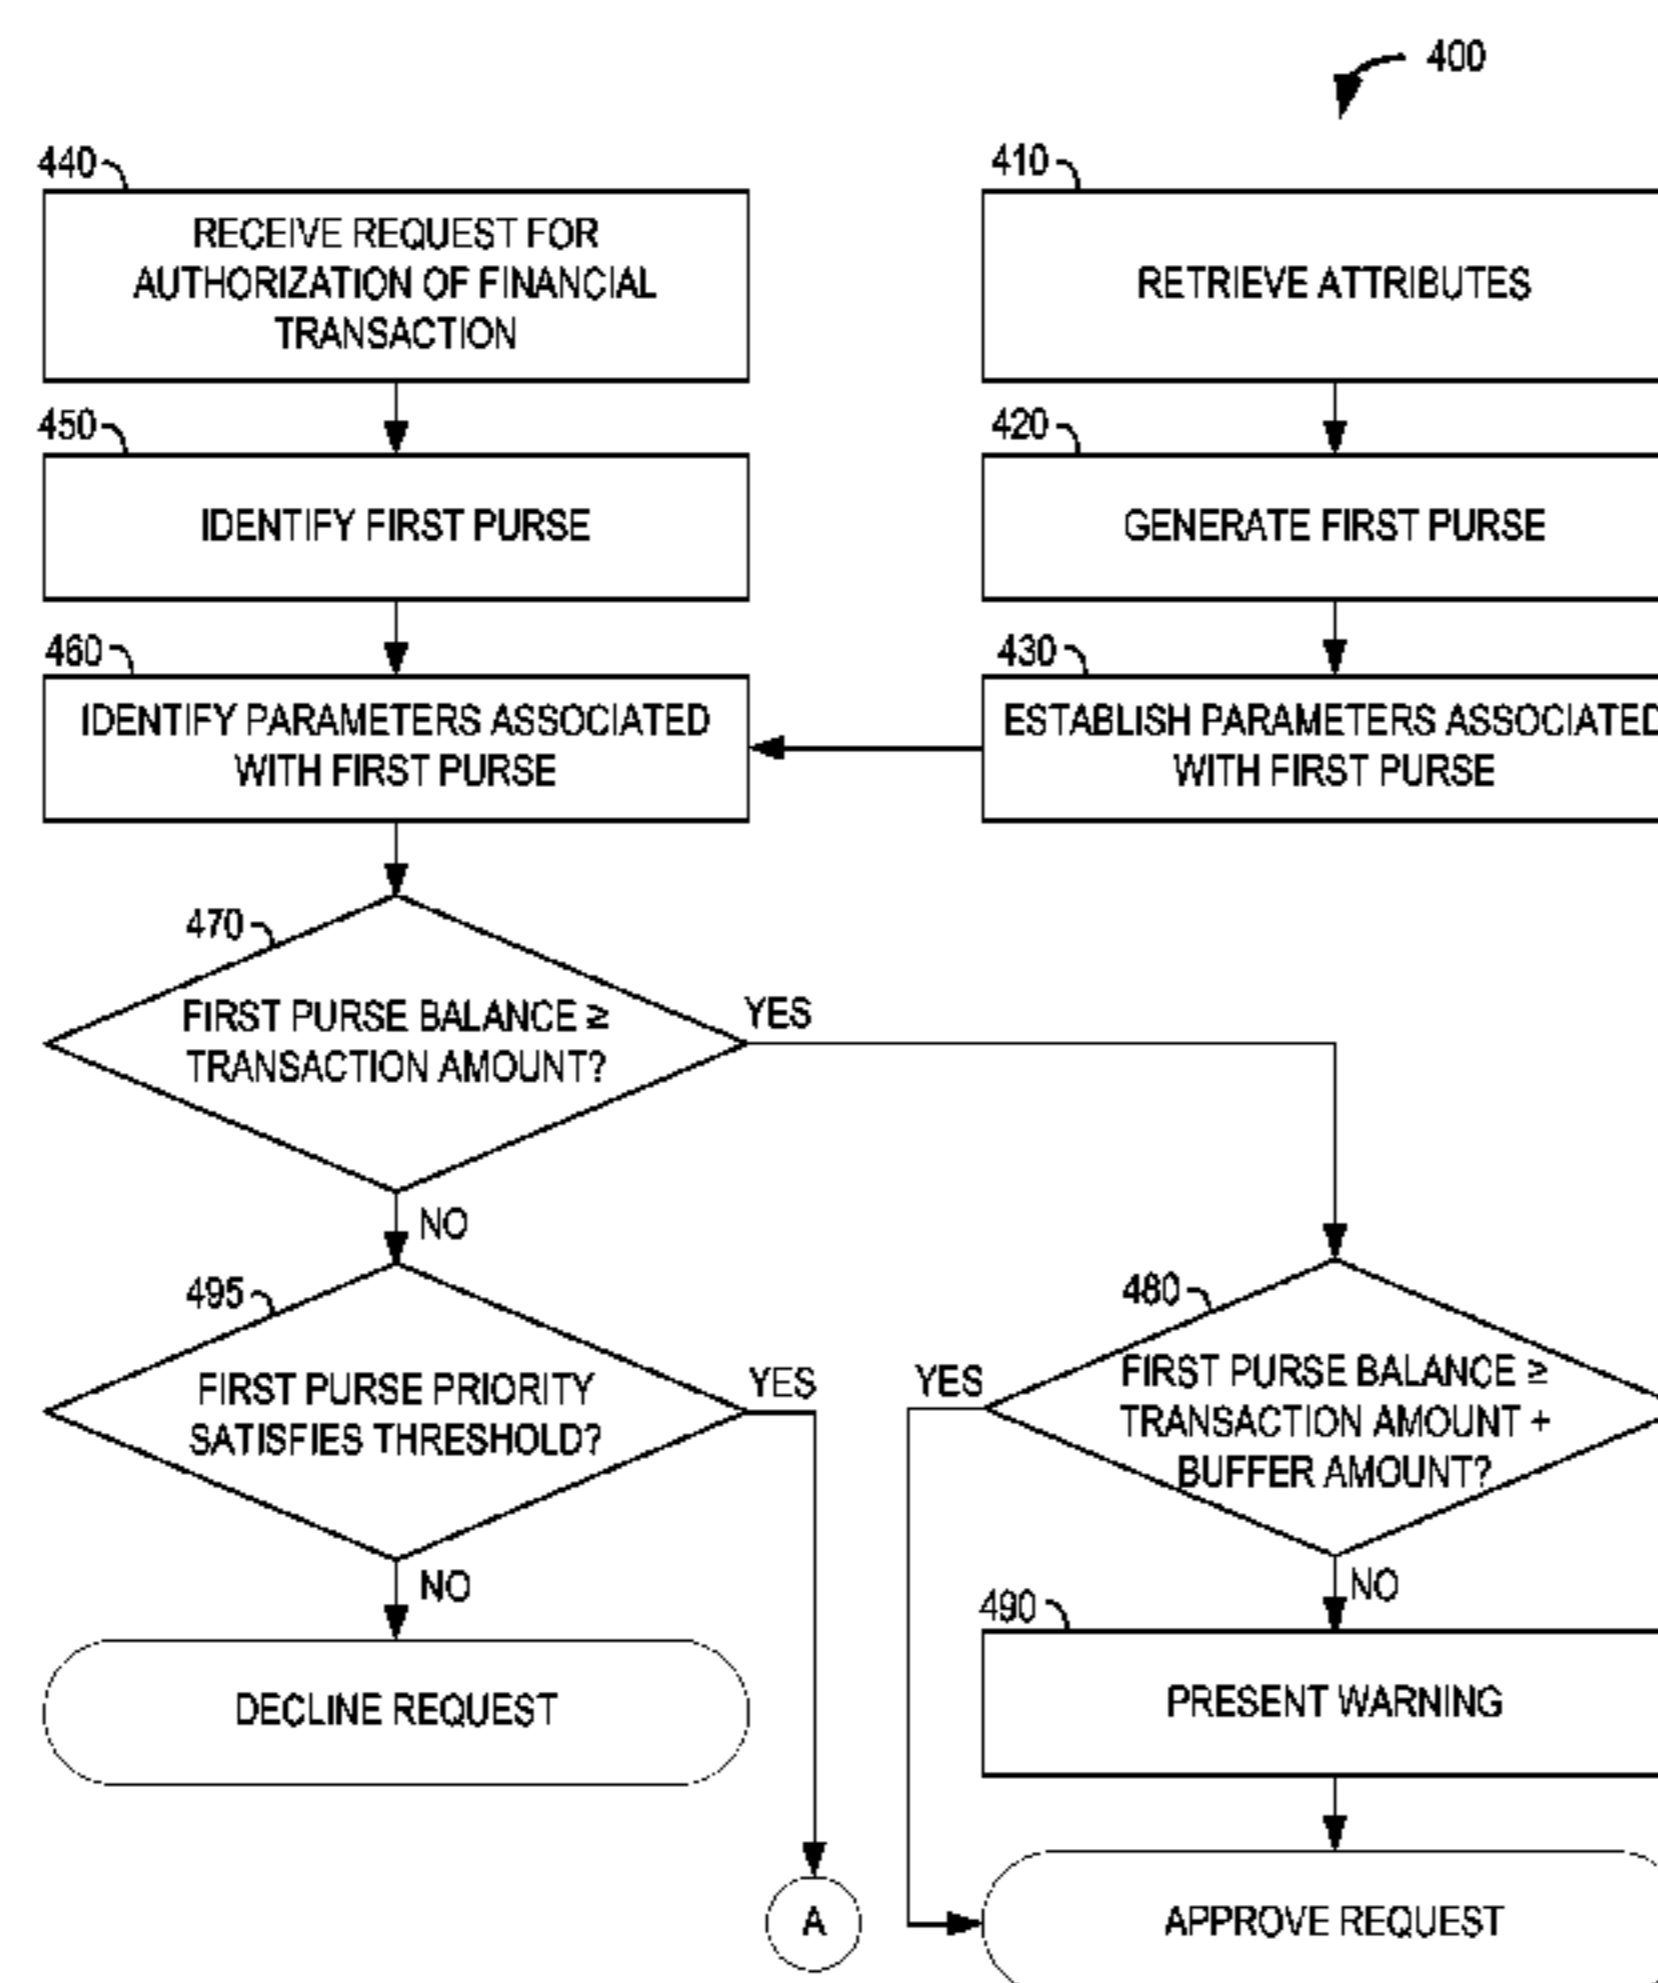 400
440
RECEIVE REQUEST FOR
AUTHORIZATION OF FINANCIAL
TRANSACTION
410
RETRIEVE ATTRIBUTES
450
IDENTIFY FIRST PURSE
420
GENERATE FIRST PURSE
460
IDENTIFY PARAMETERS ASSOCIATED
WITH FIRST PURSE
430
ESTABLISH PARAMETERS ASSOCIATED
WITH FIRST PURSE
470
FIRST PURSE BALANCE ≥
TRANSACTION AMOUNT?
YES
NO
495
FIRST PURSE PRIORITY
SATISFIES THRESHOLD?
YES
NO
480
FIRST PURSE BALANCE ≥
TRANSACTION AMOUNT +
BUFFER AMOUNT?
YES
NO
DECLINE REQUEST
490
PRESENT WARNING
A
APPROVE REQUEST